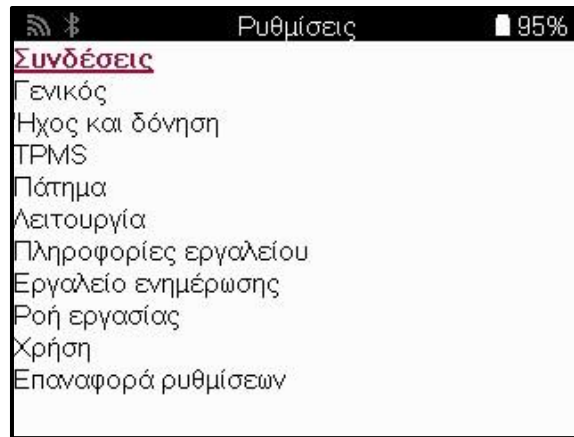 Ρυθμίσεις 95%
Συνδέσεις
Γενικός
Ήχος και δόνηση
TPMS
Πάτημα
Λειτουργία
Πληροφορίες εργαλείου
Εργαλείο ενημέρωσης
Ροή εργασίας
Χρήση
Επαναφορά ρυθμίσεων